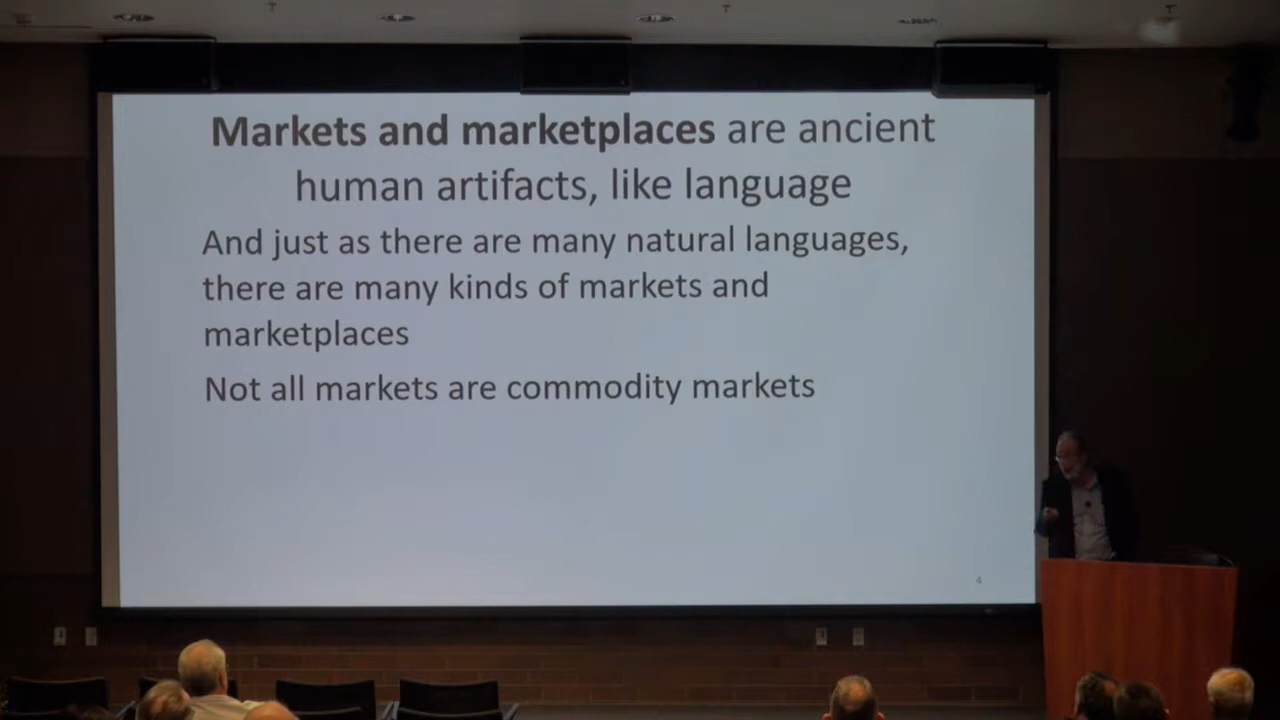 Markets and marketplaces are ancient
human artifacts, like language
And just as there are many natural languages,
there are many kinds of markets and
marketplaces
Not all markets are commodity markets
4